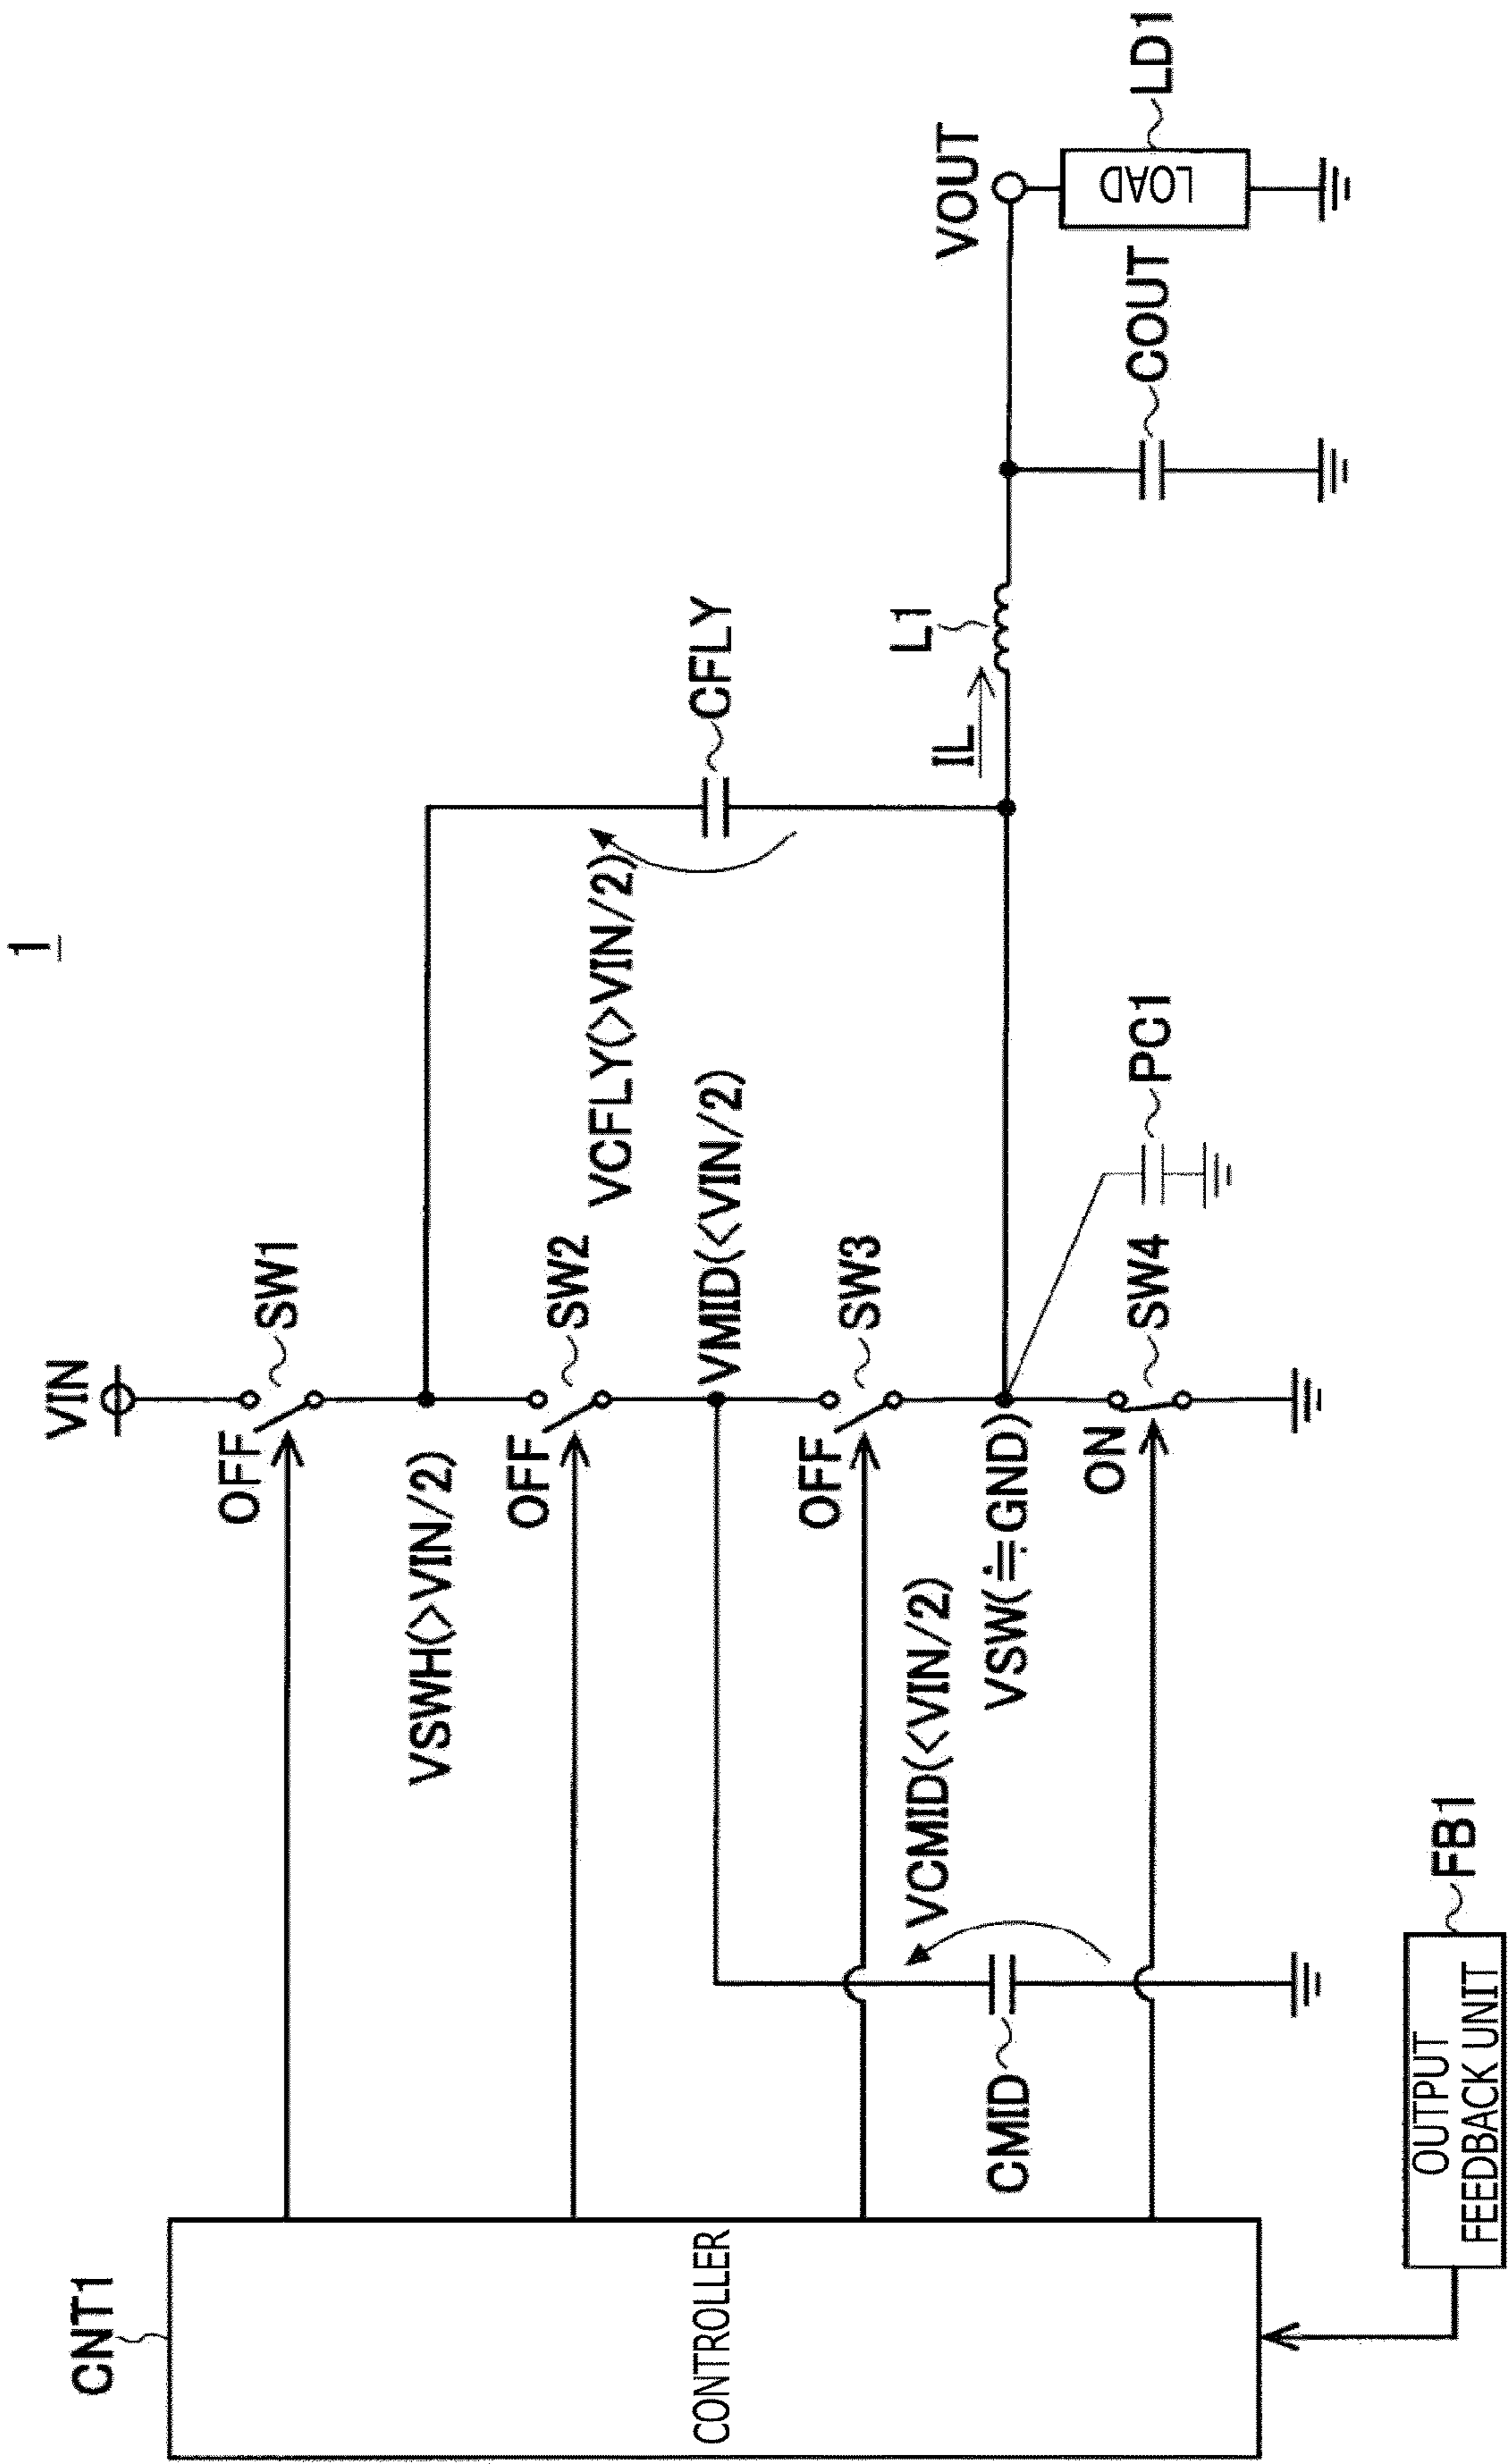 1
VIN
SW1
OFF
VSWH(>VIN/2)
SW2
OFF
VCFLY(>VIN/2)
CFLY
VMID(<VIN/2)
SW3
OFF
VCMID(<VIN/2)
CMID
VSW(≒GND)
SW4
ON
PC1
IL
L1
VOUT
COUT
LOAD
LD1
CNT1
CONTROLLER
OUTPUT
FEEDBACK UNIT
FB1